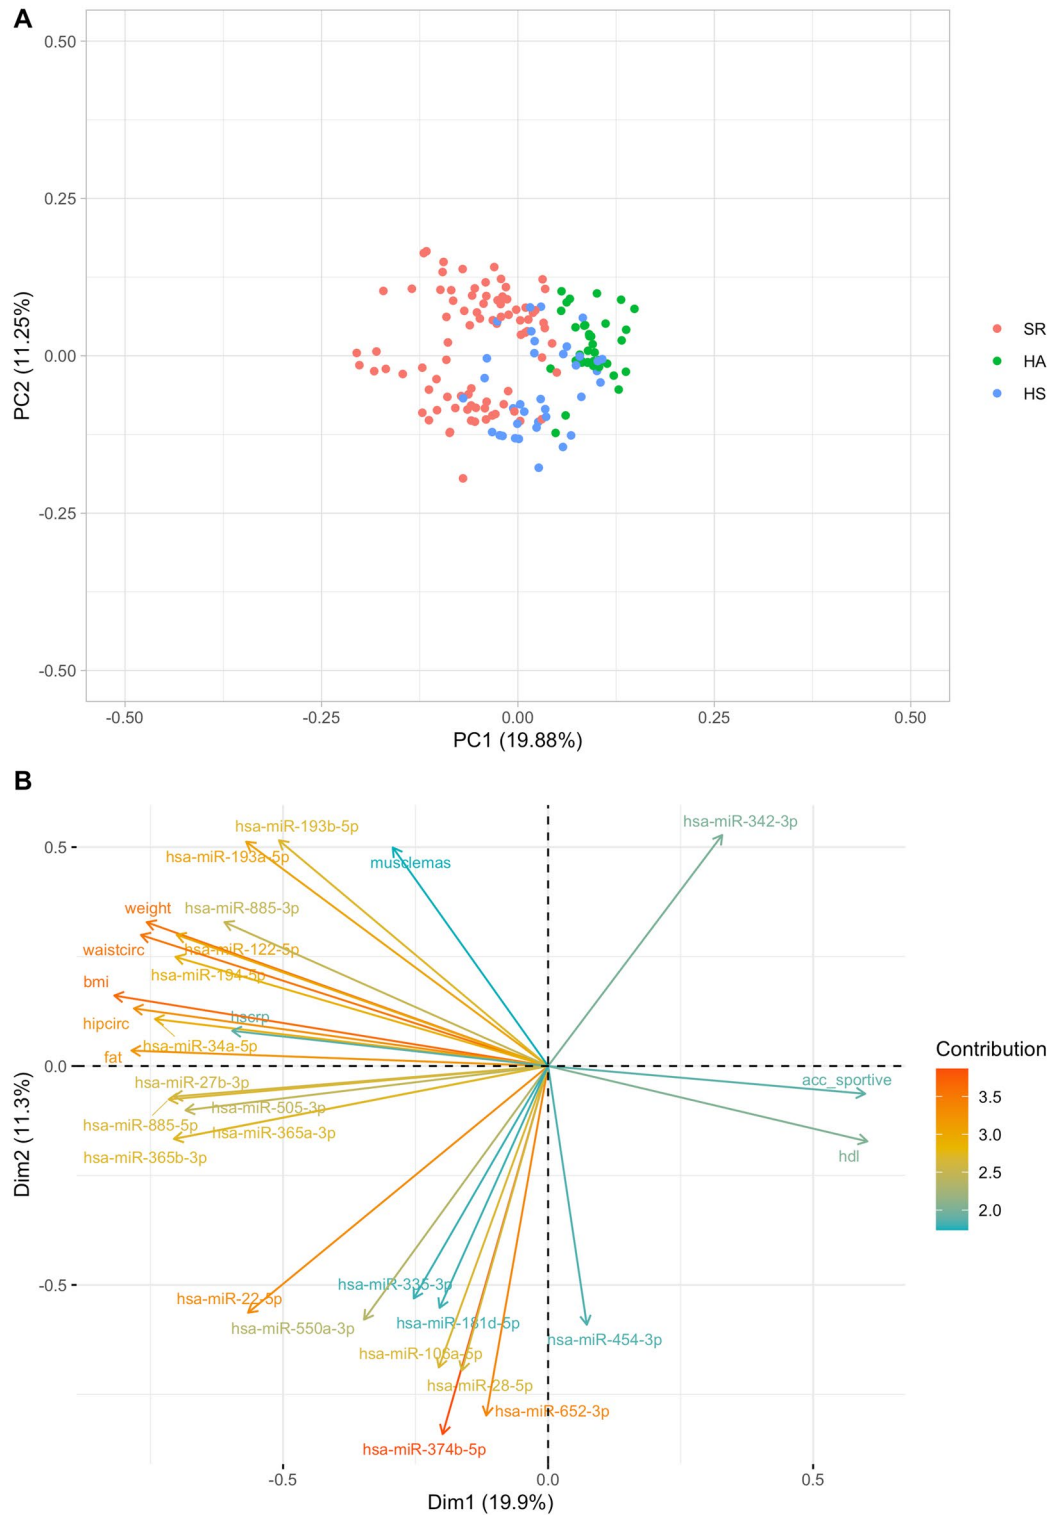 A
0.50
0.25
0.00
-0.25
-0.50
PC2 (11.25%)
-0.50 -0.25 0.00 0.25 0.50
PC1 (19.88%)
SR
HA
HS
B
hsa-miR-342-3p
hsa-miR-193b-5p
hsa-miR-193a-5p
musclemas
weight
hsa-miR-885-3p
waistcirc
hsa-miR-122-5p
hsa-miR-194-5p
bmi
hscrp
hipcirc
hsa-miR-34a-5p
fat
hsa-miR-27b-3p
acc_sportive
hsa-miR-505-3p
hsa-miR-885-5p
hsa-miR-365a-3p
hsa-miR-365b-3p
hdl
hsa-miR-335-3p
hsa-miR-22-5p
hsa-miR-181d-5p
hsa-miR-550a-3p
hsa-miR-454-3p
hsa-miR-106a-5p
hsa-miR-28-5p
hsa-miR-652-3p
hsa-miR-374b-5p
0.5
0.0
-0.5
Dim2 (11.3%)
-0.5 0.0 0.5
Dim1 (19.9%)
Contribution
3.5
3.0
2.5
2.0